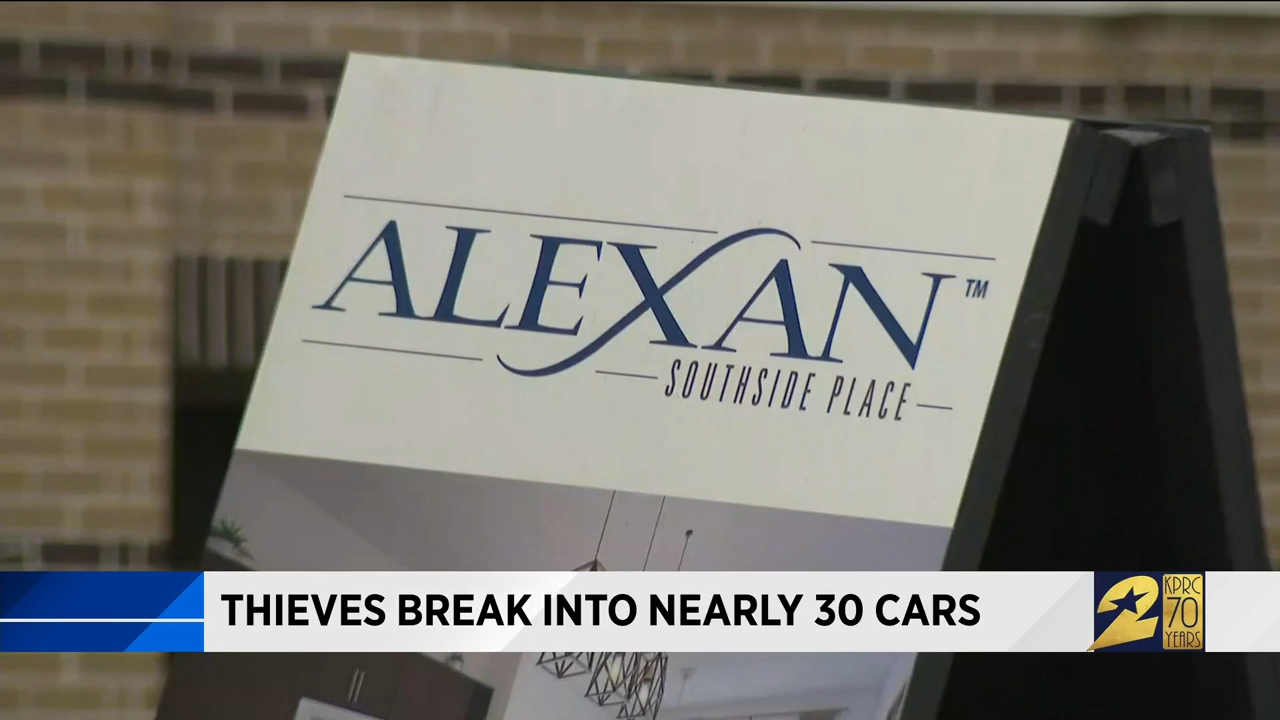 ALEXAN™
SOUTHSIDE PLACE
THIEVES BREAK INTO NEARLY 30 CARS
2
KPRC
70
YEARS